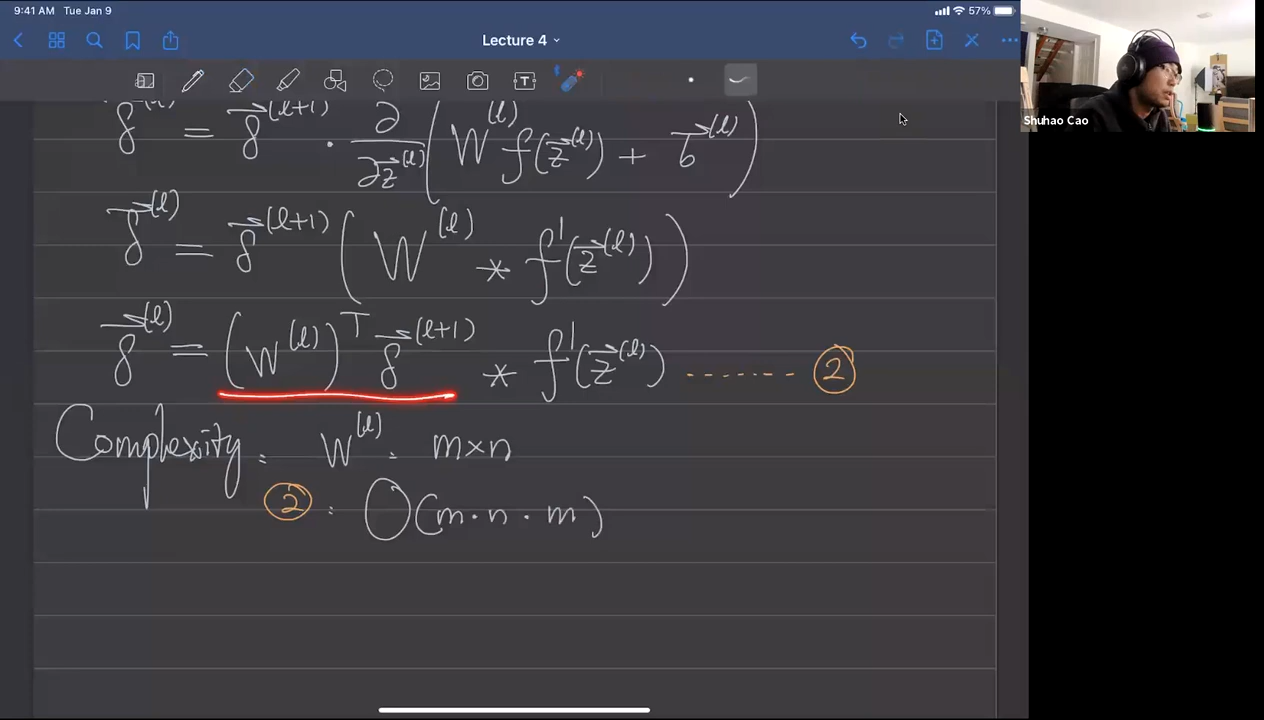 9:41 AM Tue Jan 9
57%
Lecture 4
Shuhao Cao
δ⃗^(l) = δ⃗^(l+1) · ∂/∂z⃗^(l) (W^(l) f(z⃗^(l)) + b⃗^(l))
δ⃗^(l) = δ⃗^(l+1) (W^(l) * f'(z⃗^(l)))
δ⃗^(l) = (W^(l))^T δ⃗^(l+1) * f'(z⃗^(l)) ------- ②
Complexity: W^(l): m×n
②: O(m·n·m)